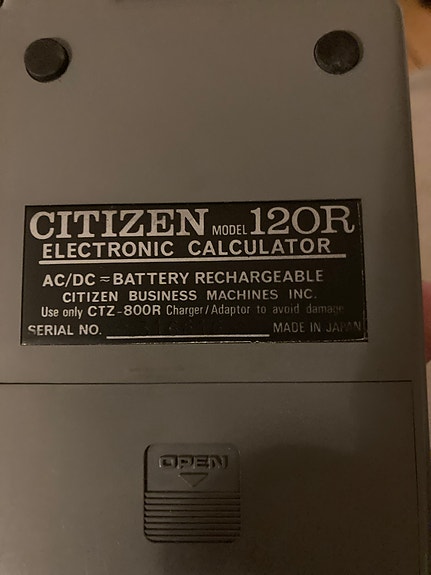 CITIZEN MODEL 120R
ELECTRONIC CALCULATOR
AC/DC ≂ BATTERY RECHARGEABLE
CITIZEN BUSINESS MACHINES INC.
Use only CTZ-800R Charger/Adaptor to avoid damage
SERIAL NO. MADE IN JAPAN
OPEN